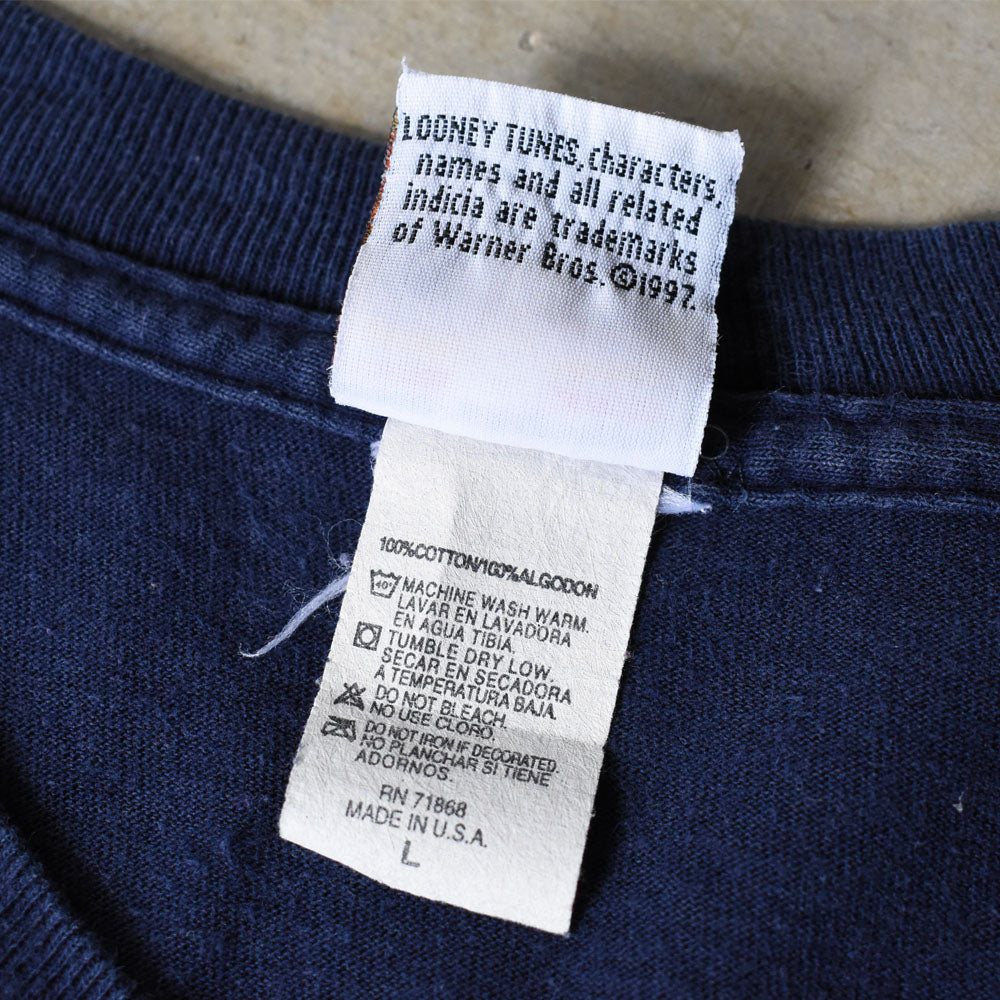 LOONEY TUNES, characters,
names and all related
indicia are trademarks
of Warner Bros. ©1997.
100%COTTON/100%ALGODON
40°
MACHINE WASH WARM.
LAVAR EN LAVADORA
EN AGUA TIBIA.
TUMBLE DRY LOW.
SECAR EN SECADORA
A TEMPERATURA BAJA.
DO NOT BLEACH.
NO USE CLORO.
DO NOT IRON IF DECORATED.
NO PLANCHAR SI TIENE
ADORNOS.
RN 71868
MADE IN U.S.A.
L